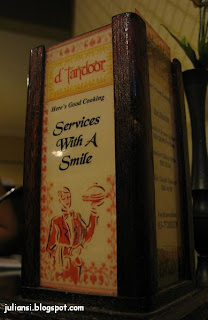 d'Tandoor
Here's Good Cooking
Services
With A
Smile
juliansi.blogspot.com